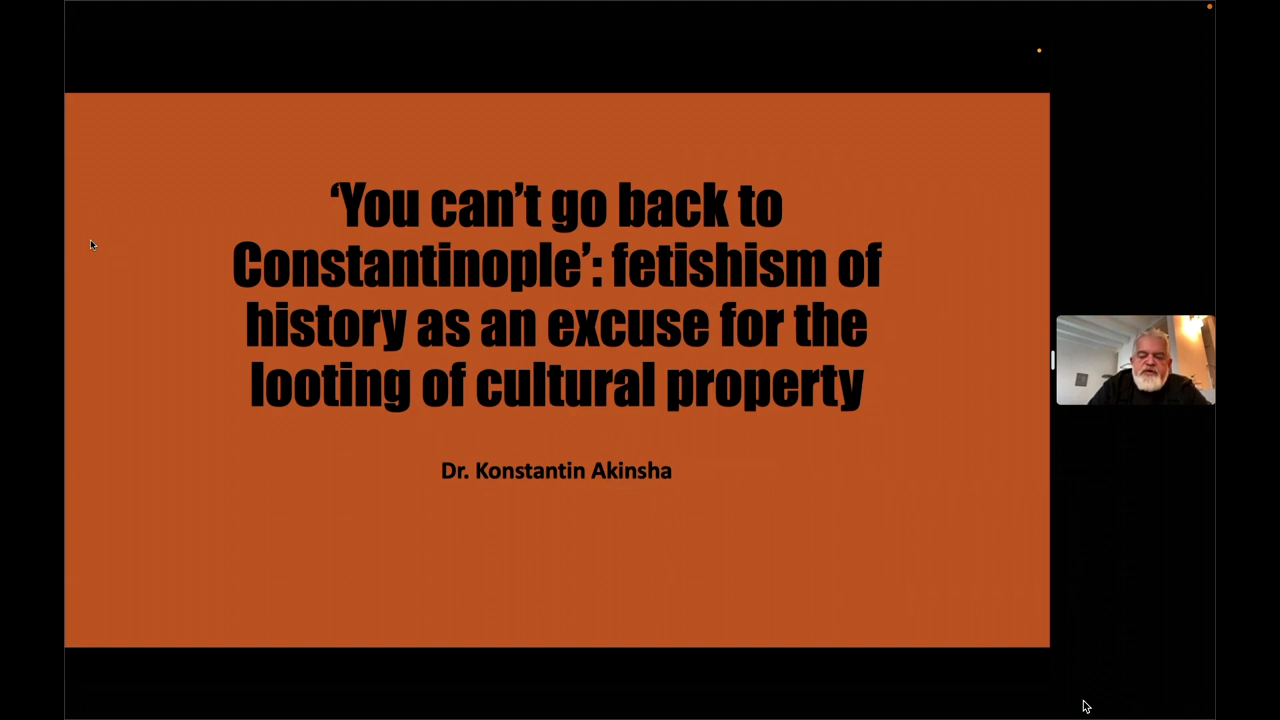 ‘You can’t go back to
Constantinople’: fetishism of
history as an excuse for the
looting of cultural property
Dr. Konstantin Akinsha